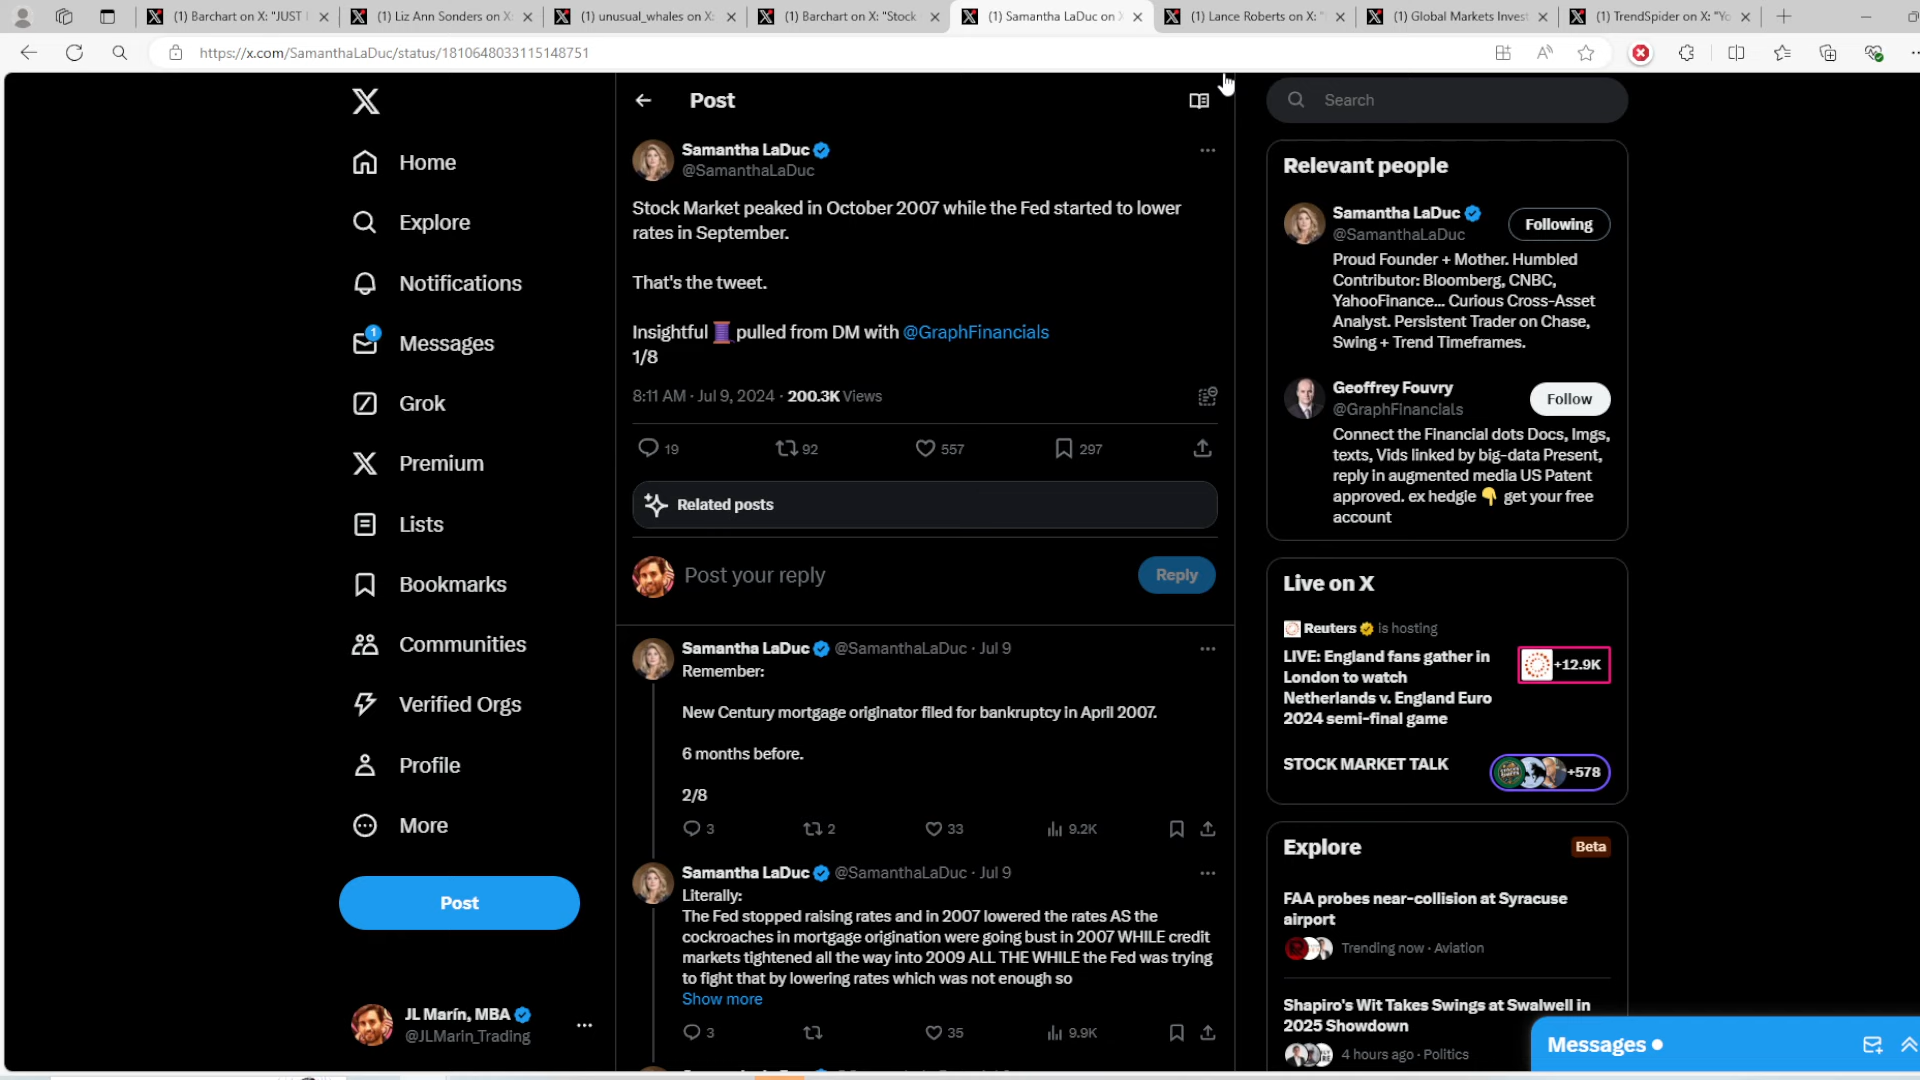 (1) Barchart on X: "JUST I
(1) Liz Ann Sonders on X:
(1) unusual_whales on X:
(1) Barchart on X: "Stock
(1) Samantha LaDuc on X
(1) Lance Roberts on X: "
(1) Global Markets Invest
(1) TrendSpider on X: "Yo
https://x.com/SamanthaLaDuc/status/1810648033115148751
Home
Explore
Notifications
1
Messages
Grok
Premium
Lists
Bookmarks
Communities
Verified Orgs
Profile
More
Post
JL Marín, MBA
@JLMarin_Trading
Post
Samantha LaDuc
@SamanthaLaDuc
Stock Market peaked in October 2007 while the Fed started to lower
rates in September.
That's the tweet.
Insightful 🧵 pulled from DM with @GraphFinancials
1/8
8:11 AM · Jul 9, 2024 · 200.3K Views
19 92 557 297
Related posts
Post your reply
Reply
Samantha LaDuc @SamanthaLaDuc · Jul 9
Remember:
New Century mortgage originator filed for bankruptcy in April 2007.
6 months before.
2/8
3 2 33 9.2K
Samantha LaDuc @SamanthaLaDuc · Jul 9
Literally:
The Fed stopped raising rates and in 2007 lowered the rates AS the
cockroaches in mortgage origination were going bust in 2007 WHILE credit
markets tightened all the way into 2009 ALL THE WHILE the Fed was trying
to fight that by lowering rates which was not enough so
Show more
3 35 9.9K
Search
Relevant people
Samantha LaDuc
@SamanthaLaDuc
Following
Proud Founder + Mother. Humbled
Contributor: Bloomberg, CNBC,
YahooFinance... Curious Cross-Asset
Analyst. Persistent Trader on Chase,
Swing + Trend Timeframes.
Geoffrey Fouvry
@GraphFinancials
Follow
Connect the Financial dots Docs, Imgs,
texts, Vids linked by big-data Present,
reply in augmented media US Patent
approved. ex hedgie 👇 get your free
account
Live on X
Reuters is hosting
LIVE: England fans gather in
London to watch
Netherlands v. England Euro
2024 semi-final game
+12.9K
STOCK MARKET TALK
+578
Explore
Beta
FAA probes near-collision at Syracuse
airport
Trending now · Aviation
Shapiro's Wit Takes Swings at Swalwell in
2025 Showdown
4 hours ago · Politics
Messages